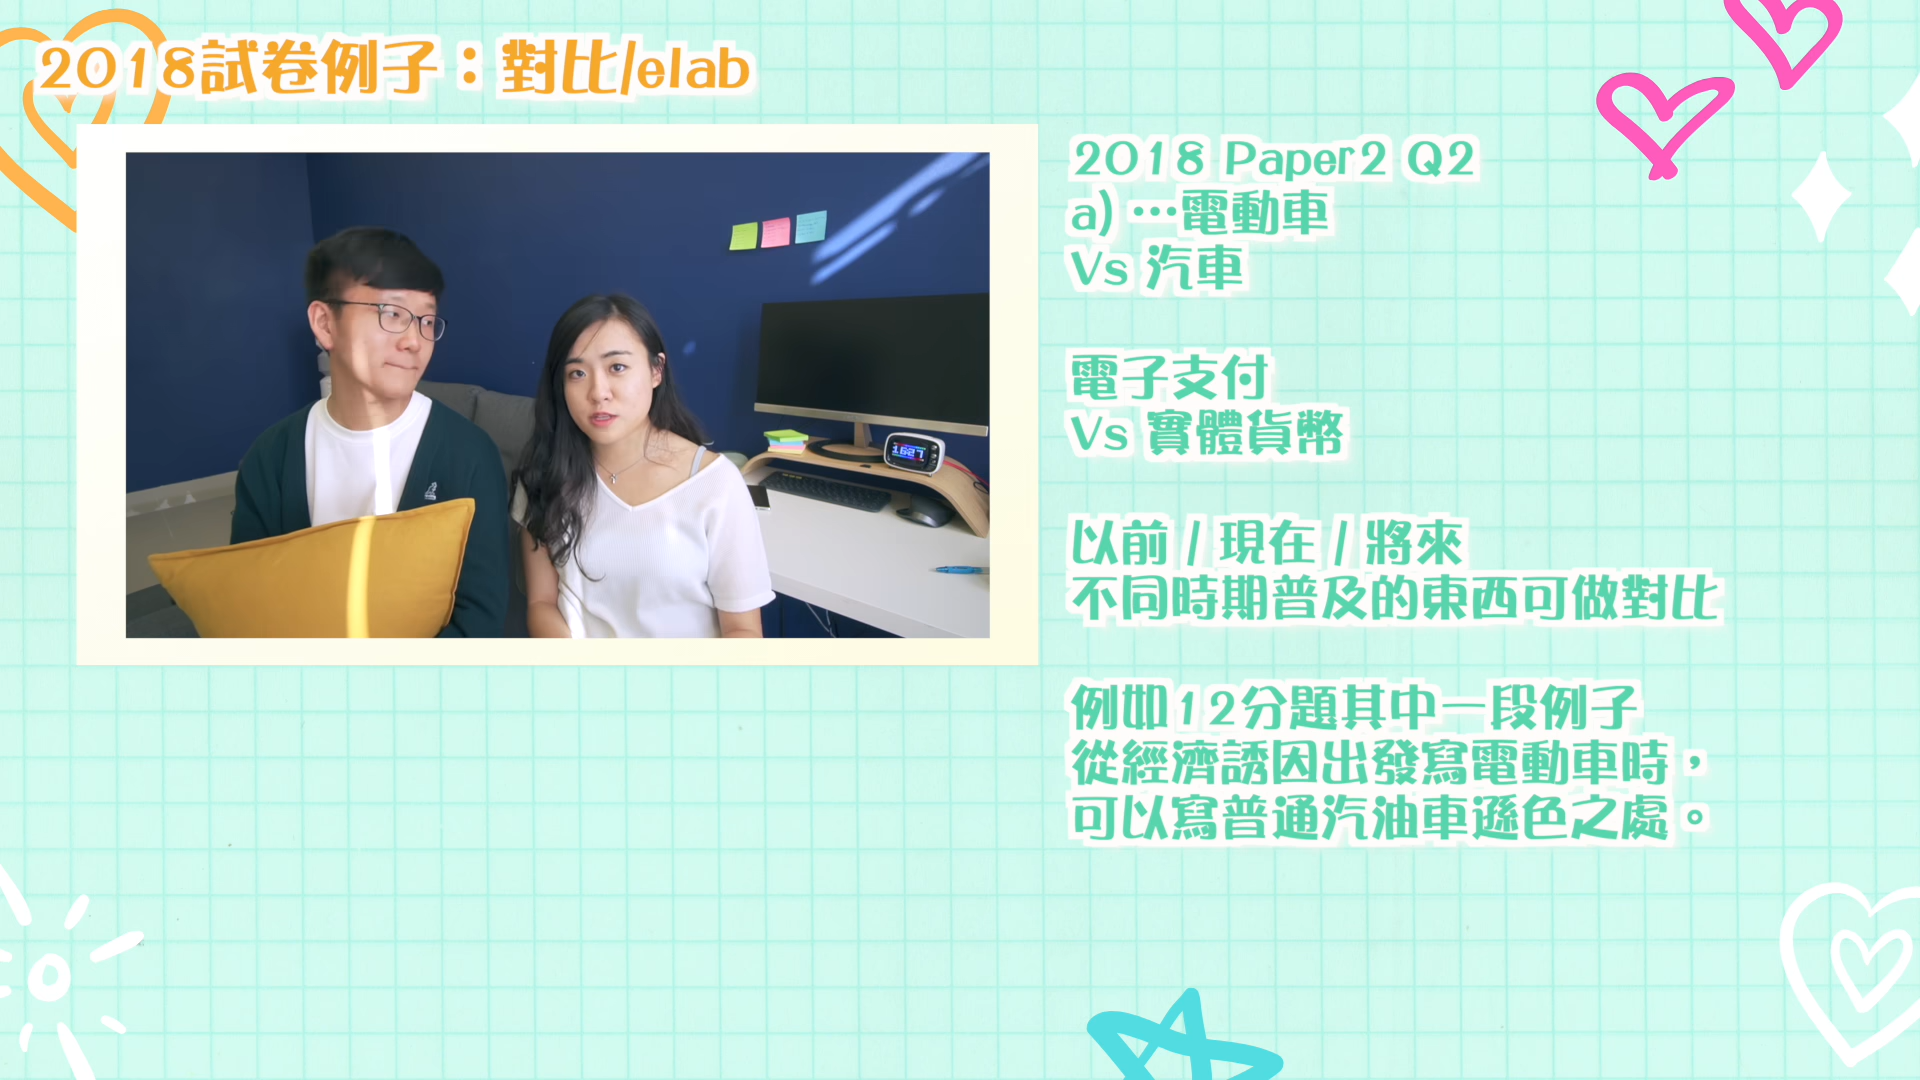 2018試卷例子：對比/elab
2018 Paper2 Q2
a) …電動車
Vs 汽車
電子支付
Vs 實體貨幣
以前 / 現在 / 將來
不同時期普及的東西可做對比
例如12分題其中一段例子
從經濟誘因出發寫電動車時，
可以寫普通汽油車遜色之處。
16:27